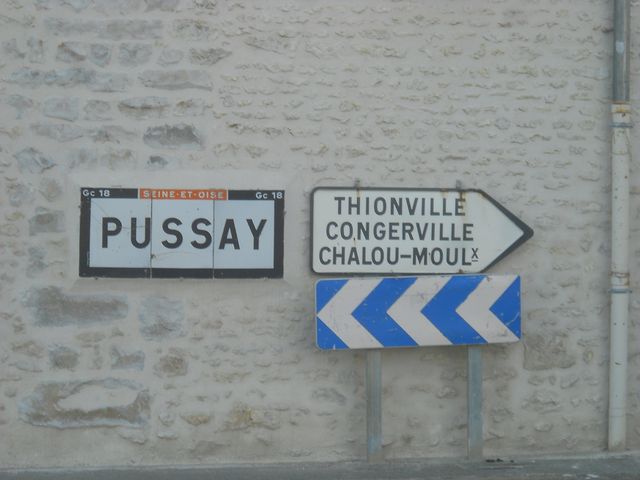 Gc 18 SEINE-ET-OISE Gc 18
PUSSAY
THIONVILLE
CONGERVILLE
CHALOU-MOULX